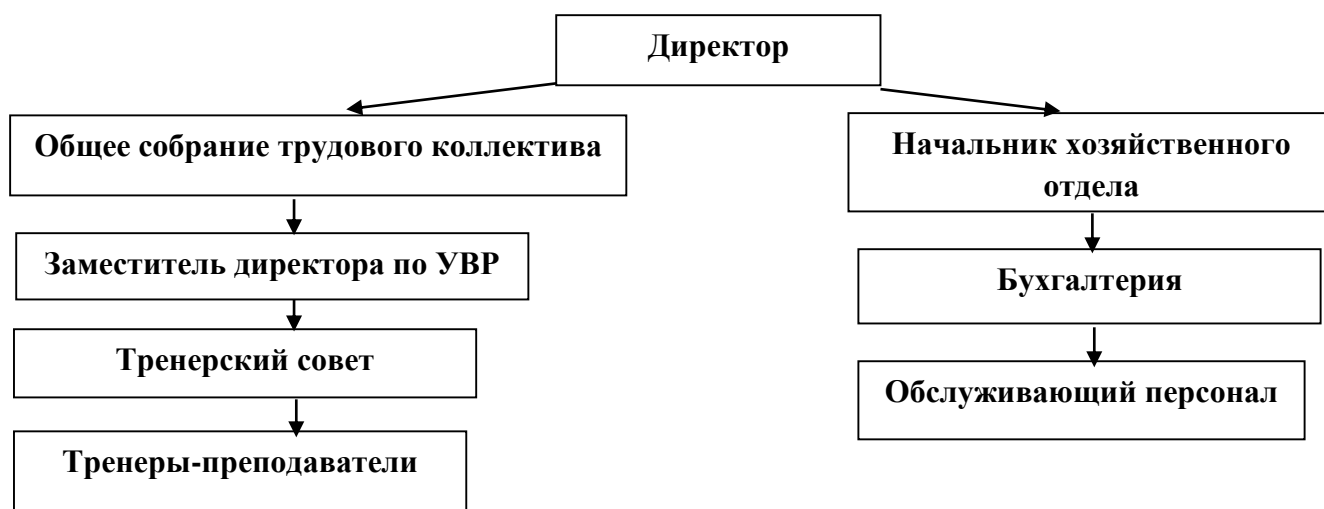 Директор
Общее собрание трудового коллектива
Начальник хозяйственного
отдела
Заместитель директора по УВР
Бухгалтерия
Тренерский совет
Обслуживающий персонал
Тренеры-преподаватели